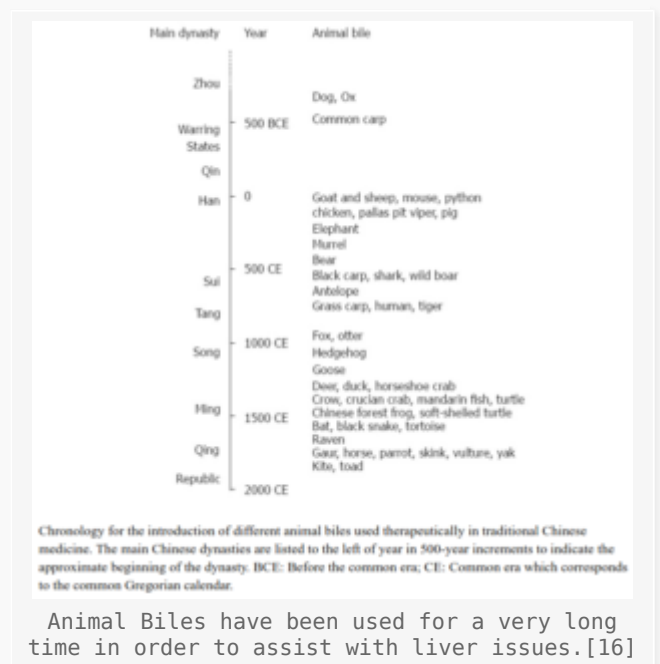 Main dynasty Year Animal bile
Zhou
Dog, Ox
500 BCE Common carp
Warring
States
Qin
Han 0 Goat and sheep, mouse, python
chicken, pallas pit viper, pig
Elephant
Murrel
Bear
500 CE Black carp, shark, wild boar
Sui
Antelope
Grass carp, human, tiger
Tang
Fox, otter
1000 CE
Song Hedgehog
Goose
Deer, duck, horseshoe crab
Crow, crucian crab, mandarin fish, turtle
Ming 1500 CE Chinese forest frog, soft-shelled turtle
Bat, black snake, tortoise
Raven
Qing Gaur, horse, parrot, skink, vulture, yak
Kite, toad
Republic
2000 CE
Chronology for the introduction of different animal biles used therapeutically in traditional Chinese
medicine. The main Chinese dynasties are listed to the left of year in 500-year increments to indicate the
approximate beginning of the dynasty. BCE: Before the common era; CE: Common era which corresponds
to the common Gregorian calendar.
Animal Biles have been used for a very long
time in order to assist with liver issues.[16]